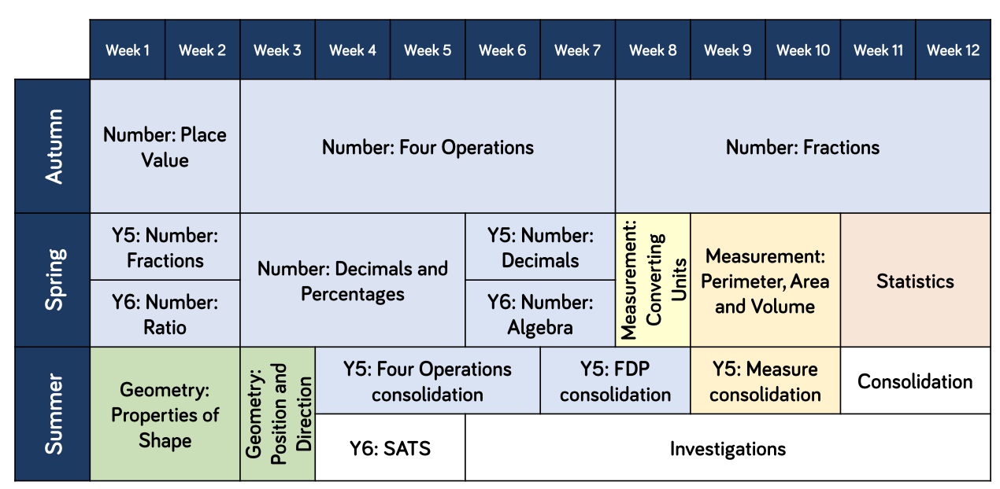 Week 1 Week 2 Week 3 Week 4 Week 5 Week 6 Week 7 Week 8 Week 9 Week 10 Week 11 Week 12
Autumn
Number: Place
Value
Number: Four Operations
Number: Fractions
Spring
Y5: Number:
Fractions
Y6: Number:
Ratio
Number: Decimals and
Percentages
Y5: Number:
Decimals
Y6: Number:
Algebra
Measurement:
Converting
Units
Measurement:
Perimeter, Area
and Volume
Statistics
Summer
Geometry:
Properties of
Shape
Geometry:
Position and
Direction
Y5: Four Operations
consolidation
Y5: FDP
consolidation
Y5: Measure
consolidation
Consolidation
Y6: SATS
Investigations